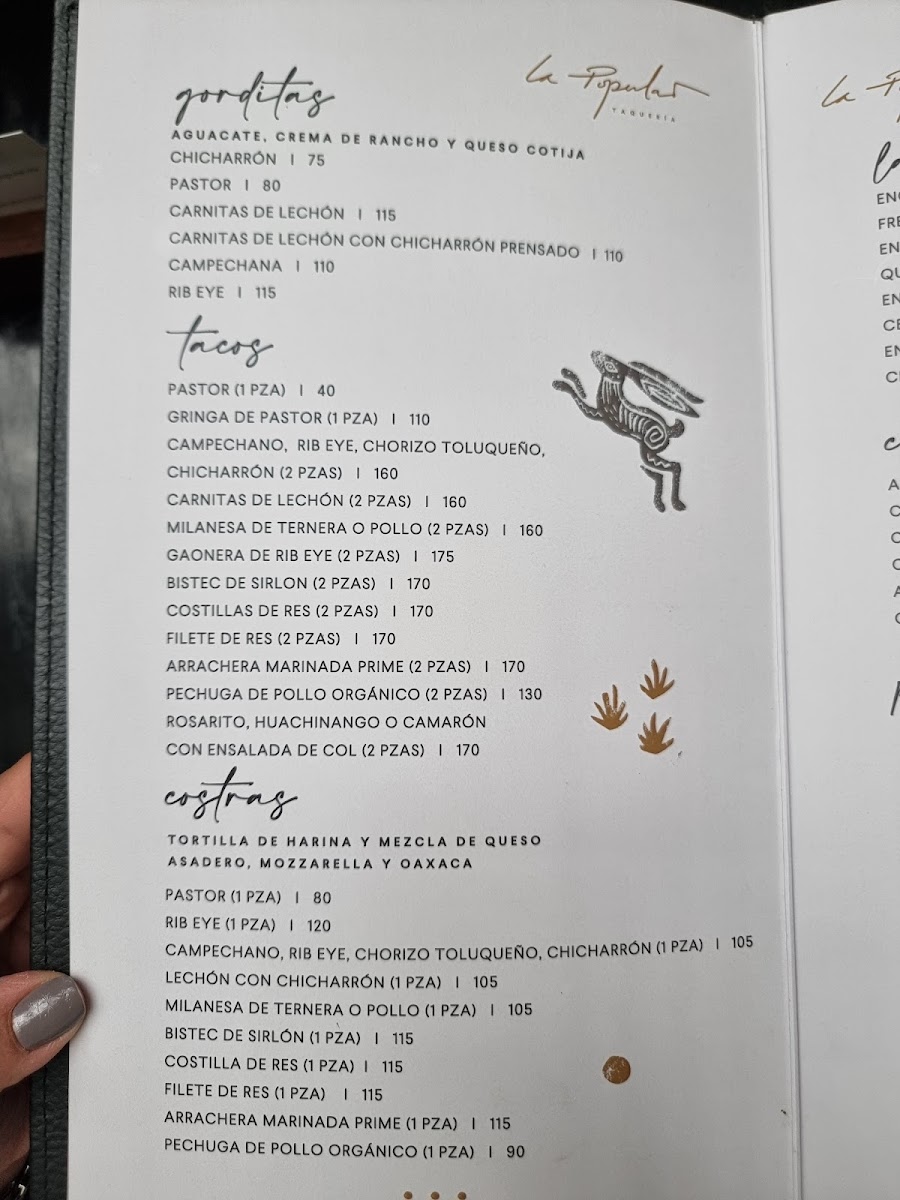 La Popular
TAQUERÍA
gorditas
AGUACATE, CREMA DE RANCHO Y QUESO COTIJA
CHICHARRÓN | 75
PASTOR | 80
CARNITAS DE LECHÓN | 115
CARNITAS DE LECHÓN CON CHICHARRÓN PRENSADO | 110
CAMPECHANA | 110
RIB EYE | 115
tacos
PASTOR (1 PZA) | 40
GRINGA DE PASTOR (1 PZA) | 110
CAMPECHANO, RIB EYE, CHORIZO TOLUQUEÑO,
CHICHARRÓN (2 PZAS) | 160
CARNITAS DE LECHÓN (2 PZAS) | 160
MILANESA DE TERNERA O POLLO (2 PZAS) | 160
GAONERA DE RIB EYE (2 PZAS) | 175
BISTEC DE SIRLON (2 PZAS) | 170
COSTILLAS DE RES (2 PZAS) | 170
FILETE DE RES (2 PZAS) | 170
ARRACHERA MARINADA PRIME (2 PZAS) | 170
PECHUGA DE POLLO ORGÁNICO (2 PZAS) | 130
ROSARITO, HUACHINANGO O CAMARÓN
CON ENSALADA DE COL (2 PZAS) | 170
costras
TORTILLA DE HARINA Y MEZCLA DE QUESO
ASADERO, MOZZARELLA Y OAXACA
PASTOR (1 PZA) | 80
RIB EYE (1 PZA) | 120
CAMPECHANO, RIB EYE, CHORIZO TOLUQUEÑO, CHICHARRÓN (1 PZA) | 105
LECHÓN CON CHICHARRÓN (1 PZA) | 105
MILANESA DE TERNERA O POLLO (1 PZA) | 105
BISTEC DE SIRLÓN (1 PZA) | 115
COSTILLA DE RES (1 PZA) | 115
FILETE DE RES (1 PZA) | 115
ARRACHERA MARINADA PRIME (1 PZA) | 115
PECHUGA DE POLLO ORGÁNICO (1 PZA) | 90
La